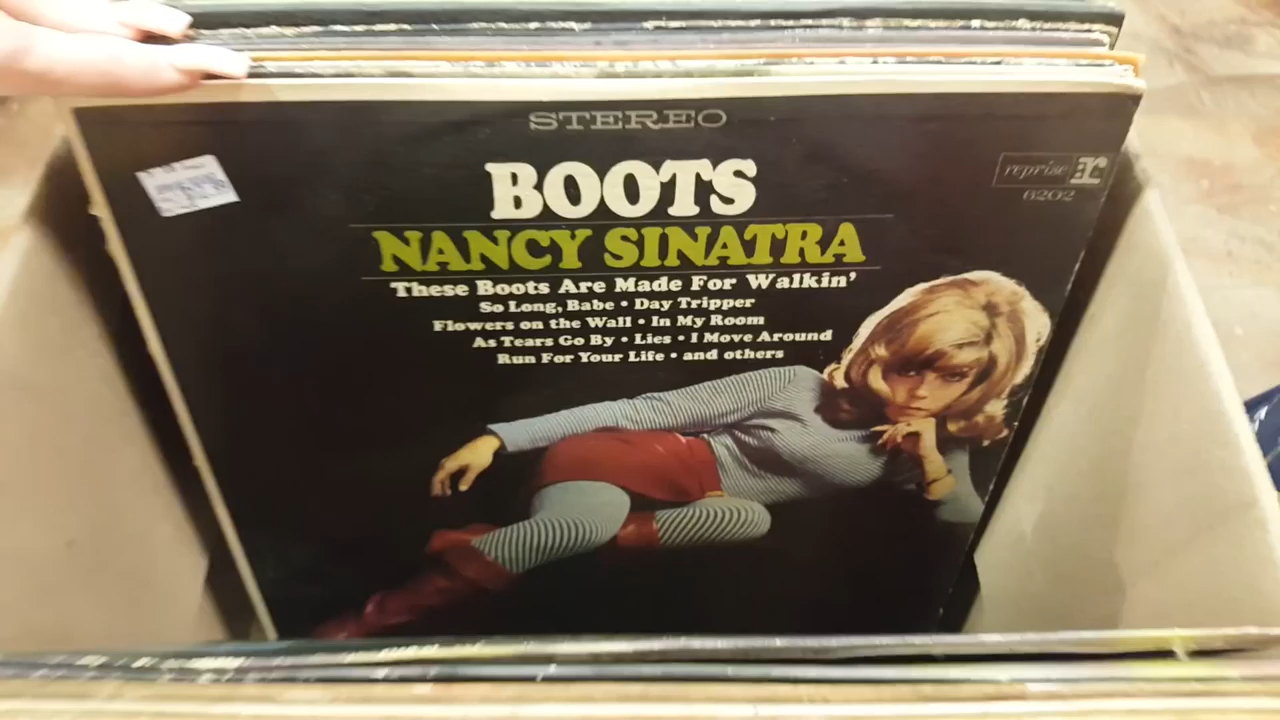 STEREO
reprise r
6202
BOOTS
NANCY SINATRA
These Boots Are Made For Walkin'
So Long, Babe • Day Tripper
Flowers on the Wall • In My Room
As Tears Go By • Lies • I Move Around
Run For Your Life • and others